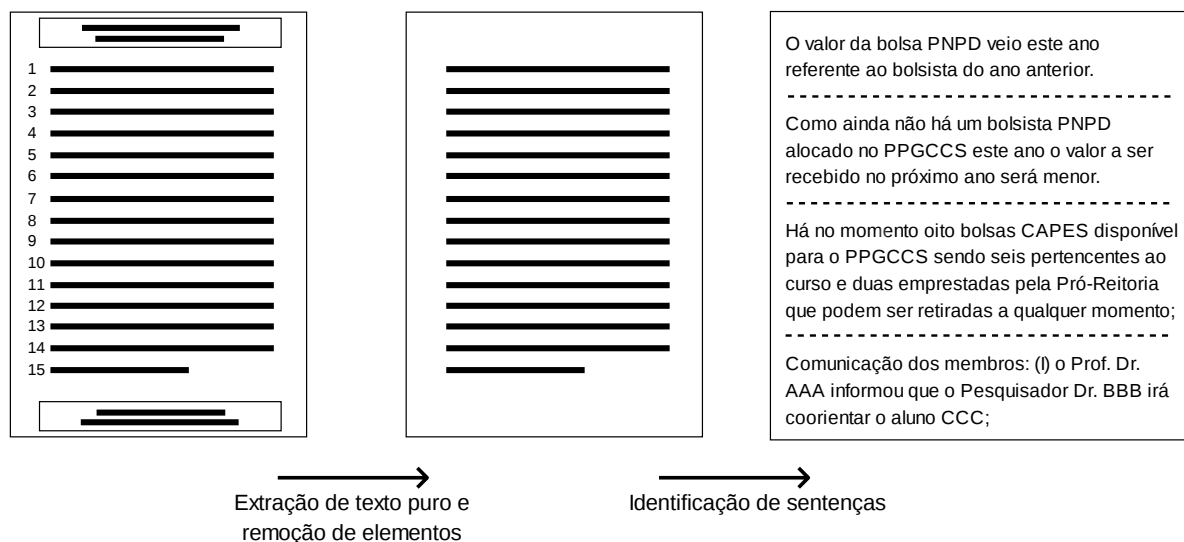 1
2
3
4
5
6
7
8
9
10
11
12
13
14
15
O valor da bolsa PNPD veio este ano
referente ao bolsista do ano anterior.
Como ainda não há um bolsista PNPD
alocado no PPGCCS este ano o valor a ser
recebido no próximo ano será menor.
Há no momento oito bolsas CAPES disponível
para o PPGCCS sendo seis pertencentes ao
curso e duas emprestadas pela Pró-Reitoria
que podem ser retiradas a qualquer momento;
Comunicação dos membros: (I) o Prof. Dr.
AAA informou que o Pesquisador Dr. BBB irá
coorientar o aluno CCC;
Extração de texto puro e
remoção de elementos
Identificação de sentenças